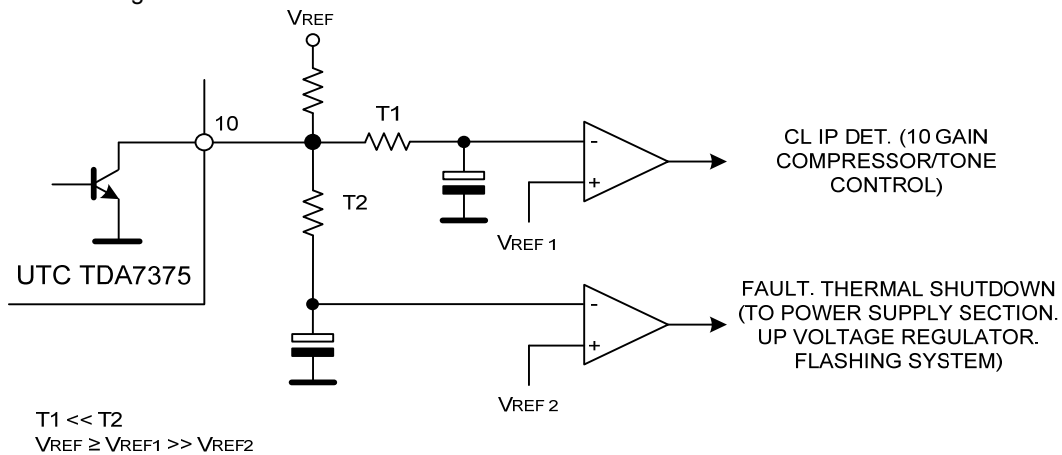 VREF
10
T1
CL IP DET. (10 GAIN
COMPRESSOR/TONE
CONTROL)
-
+
T2
VREF 1
UTC TDA7375
FAULT. THERMAL SHUTDOWN
(TO POWER SUPPLY SECTION.
UP VOLTAGE REGULATOR.
FLASHING SYSTEM)
-
+
VREF 2
T1 << T2
VREF ≥ VREF1 >> VREF2